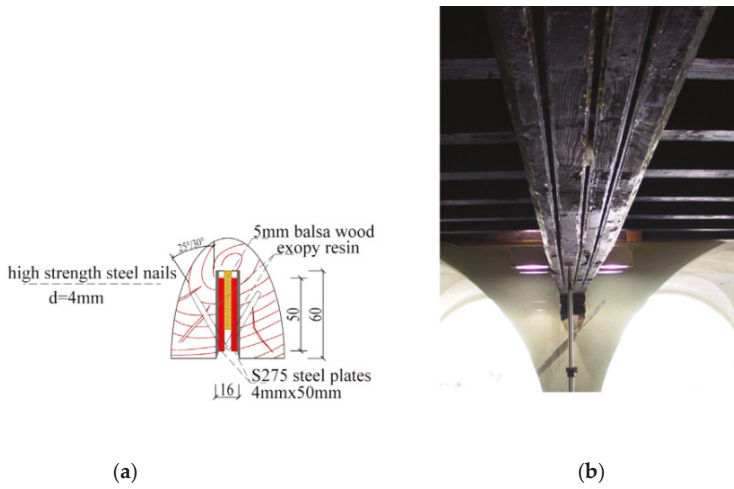 25°/30°
5mm balsa wood
exopy resin
high strength steel nails
d=4mm
50
60
S275 steel plates
16
4mmx50mm
(a)
(b)